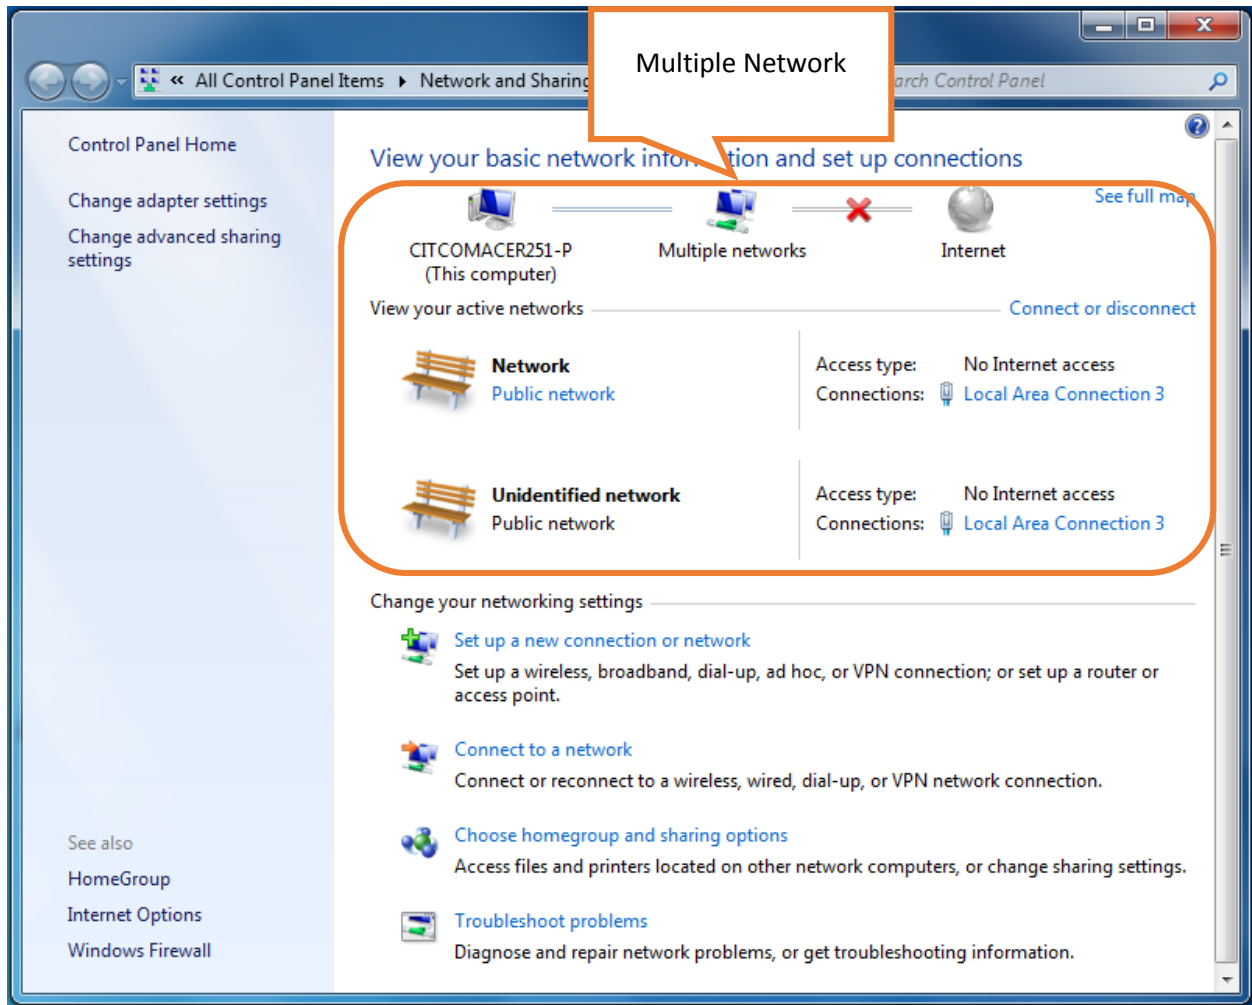 Multiple Network
« All Control Panel Items ▸ Network and Sharing
arch Control Panel
Control Panel Home
Change adapter settings
Change advanced sharing
settings
View your basic network information and set up connections
See full map
CITCOMACER251-P
(This computer)
Multiple networks
Internet
View your active networks
Connect or disconnect
Network
Public network
Access type: No Internet access
Connections: Local Area Connection 3
Unidentified network
Public network
Access type: No Internet access
Connections: Local Area Connection 3
Change your networking settings
Set up a new connection or network
Set up a wireless, broadband, dial-up, ad hoc, or VPN connection; or set up a router or
access point.
Connect to a network
Connect or reconnect to a wireless, wired, dial-up, or VPN network connection.
Choose homegroup and sharing options
Access files and printers located on other network computers, or change sharing settings.
Troubleshoot problems
Diagnose and repair network problems, or get troubleshooting information.
See also
HomeGroup
Internet Options
Windows Firewall